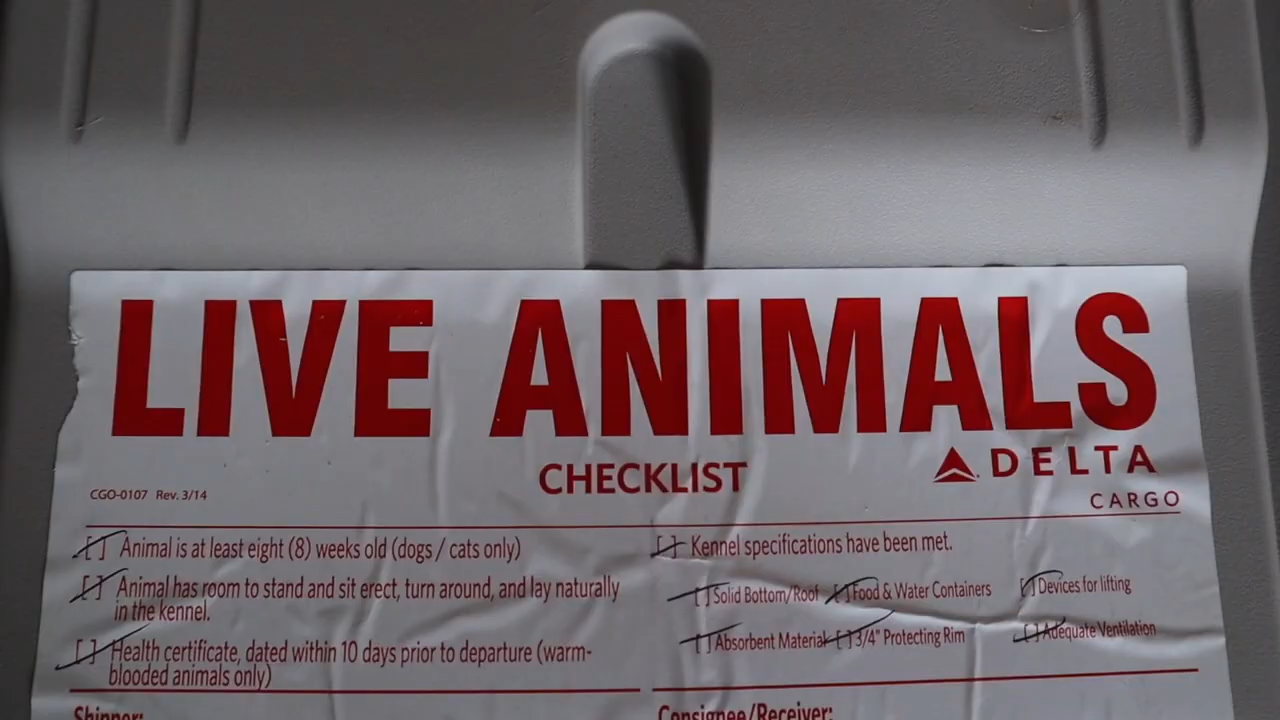 LIVE ANIMALS
CHECKLIST
DELTA
CARGO
CGO-0107 Rev. 3/14
[ ] Animal is at least eight (8) weeks old (dogs / cats only)
[ ] Animal has room to stand and sit erect, turn around, and lay naturally
in the kennel.
[ ] Health certificate, dated within 10 days prior to departure (warm-
blooded animals only)
[ ] Kennel specifications have been met.
[ ] Solid Bottom/Roof [ ] Food & Water Containers [ ] Devices for lifting
[ ] Absorbent Material [ ] 3/4" Protecting Rim [ ] Adequate Ventilation
Shipper:
Consignee/Receiver: